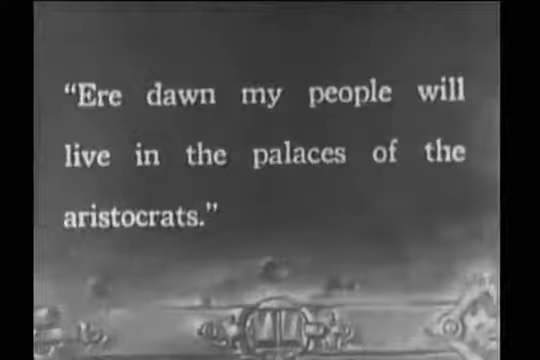 “Ere dawn my people will
live in the palaces of the
aristocrats.”